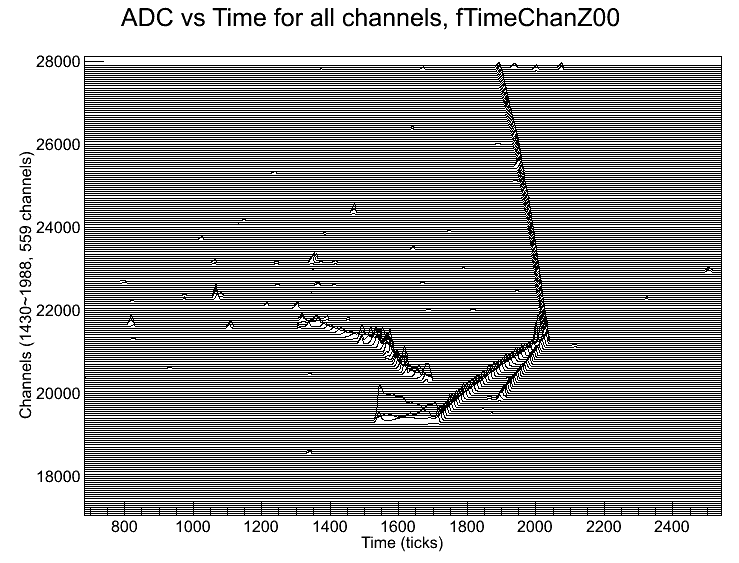 ADC vs Time for all channels, fTimeChanZ00
28000
26000
24000
22000
20000
18000
Channels (1430~1988, 559 channels)
800 1000 1200 1400 1600 1800 2000 2200 2400
Time (ticks)